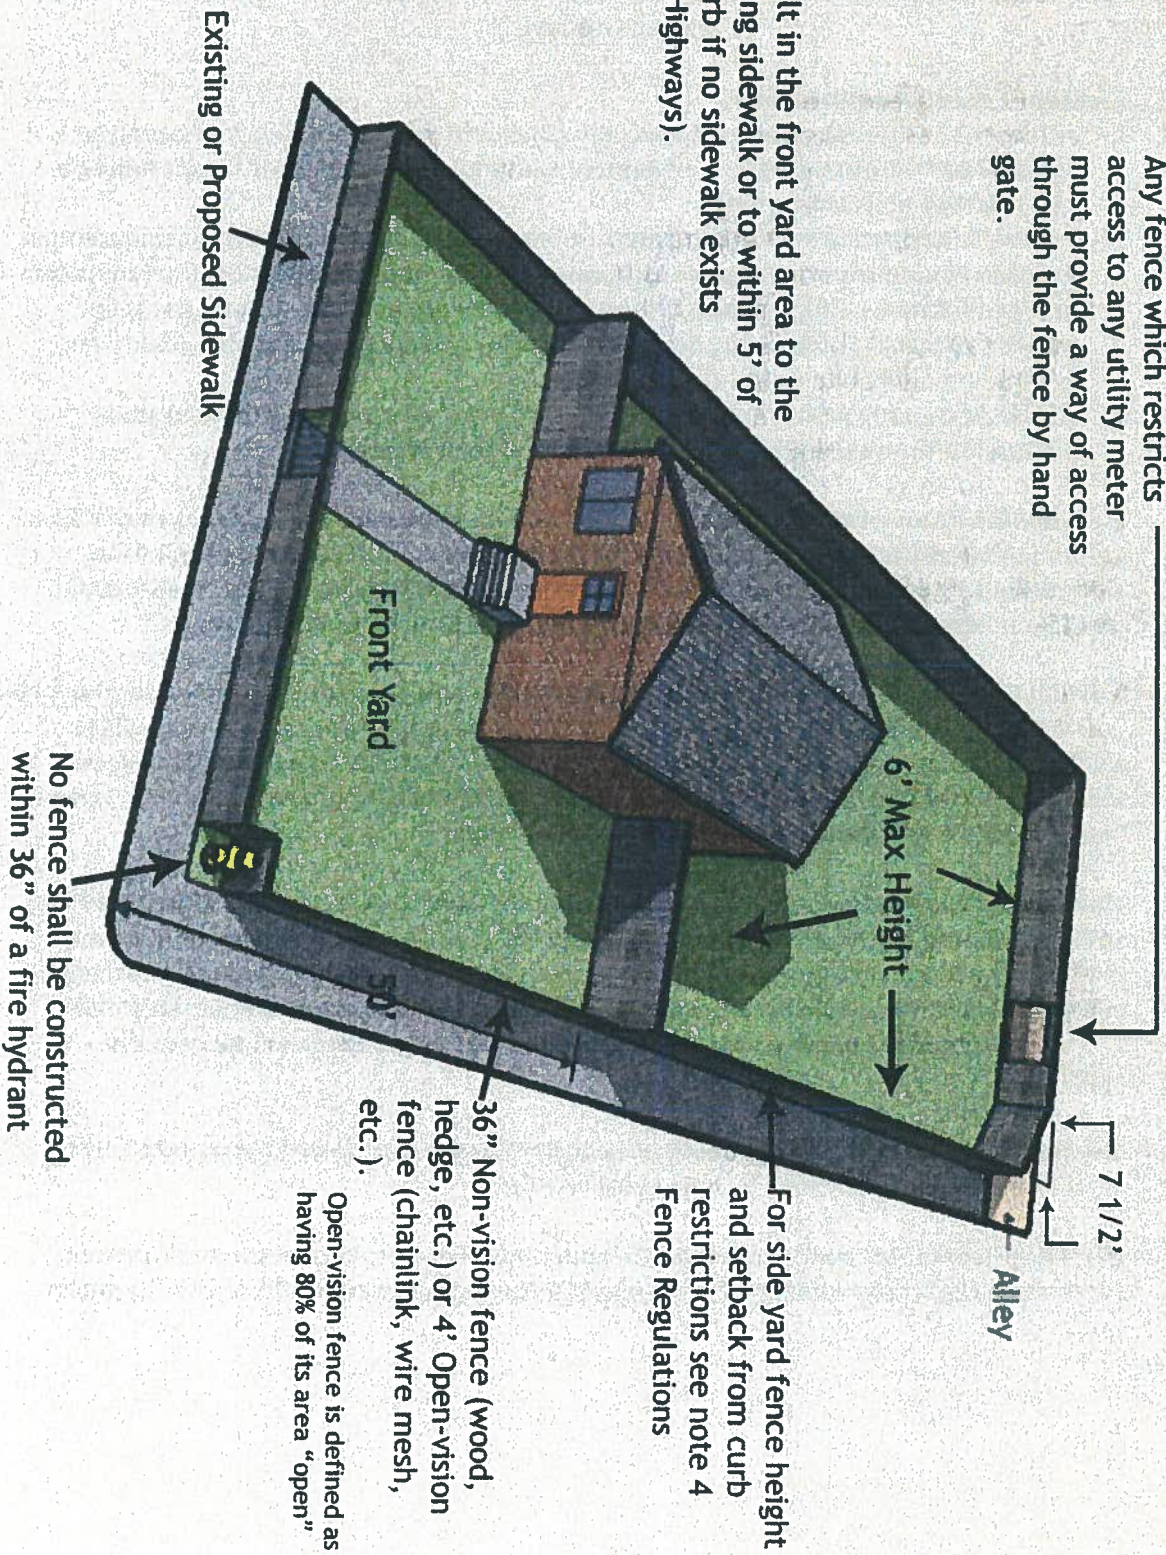 Any fence which restricts
access to any utility meter
must provide a way of access
through the fence by hand
gate.
lt in the front yard area to the
ng sidewalk or to within 5' of
rb if no sidewalk exists
Highways).
Existing or Proposed Sidewalk
Front Yard
6' Max Height
7 1/2'
Alley
50'
For side yard fence height
and setback from curb
restrictions see note 4
Fence Regulations
36" Non-vision fence (wood,
hedge, etc.) or 4' Open-vision
fence (chainlink, wire mesh,
etc.).
Open-vision fence is defined as
having 80% of its area "open"
No fence shall be constructed
within 36" of a fire hydrant